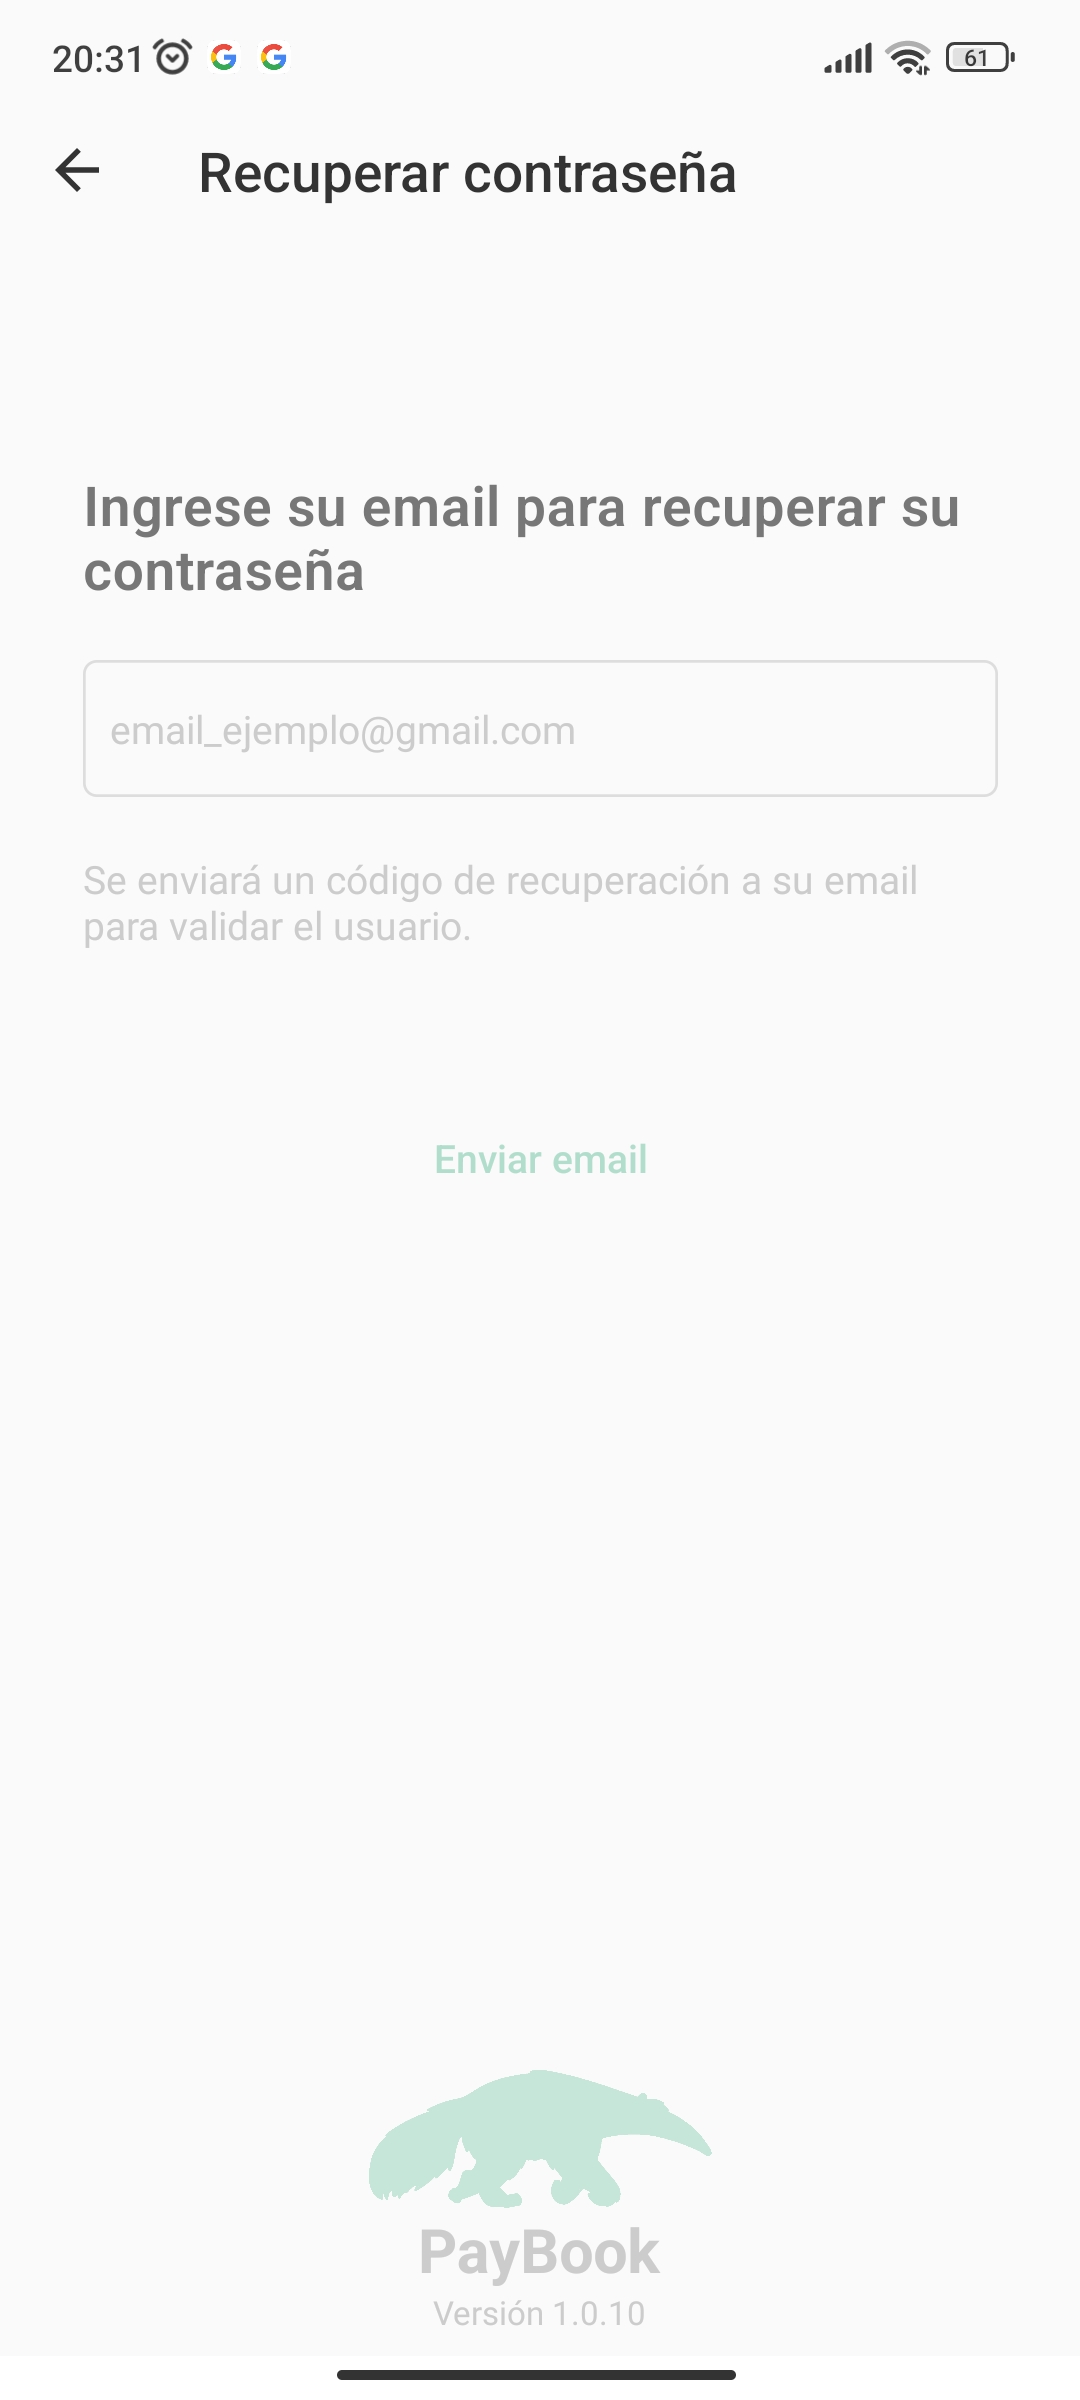 20:31
61
Recuperar contraseña
Ingrese su email para recuperar su
contraseña
email_ejemplo@gmail.com
Se enviará un código de recuperación a su email
para validar el usuario.
Enviar email
PayBook
Versión 1.0.10